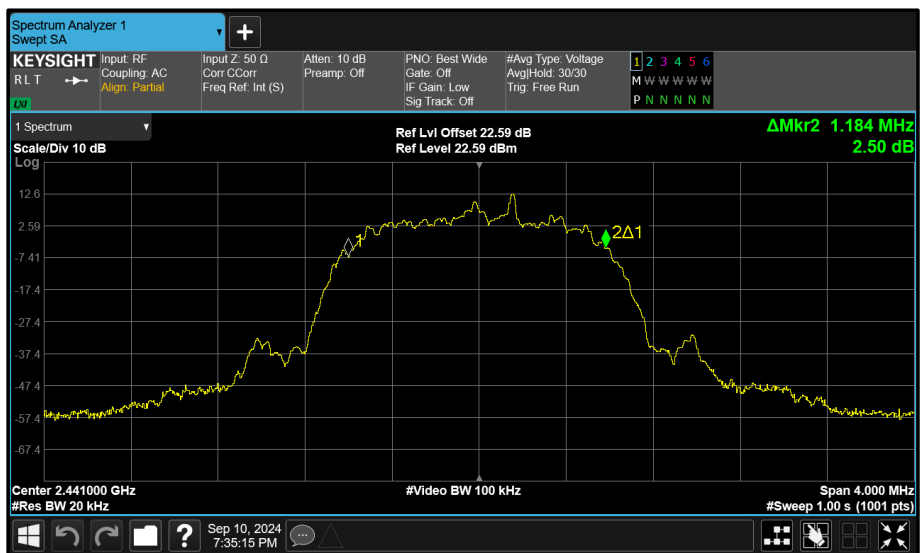 Spectrum Analyzer 1
Swept SA
+
KEYSIGHT
RLT
LXI
Input: RF
Coupling: AC
Align: Partial
Input Z: 50 Ω
Corr CCorr
Freq Ref: Int (S)
Atten: 10 dB
Preamp: Off
PNO: Best Wide
Gate: Off
IF Gain: Low
Sig Track: Off
#Avg Type: Voltage
Avg|Hold: 30/30
Trig: Free Run
1 2 3 4 5 6
M W W W W W
P N N N N N
1 Spectrum
Scale/Div 10 dB
Log
Ref Lvl Offset 22.59 dB
Ref Level 22.59 dBm
ΔMkr2 1.184 MHz
2.50 dB
12.6
2.59
-7.41
-17.4
-27.4
-37.4
-47.4
-57.4
-67.4
1
2Δ1
Center 2.441000 GHz
#Res BW 20 kHz
#Video BW 100 kHz
Span 4.000 MHz
#Sweep 1.00 s (1001 pts)
?
Sep 10, 2024
7:35:15 PM